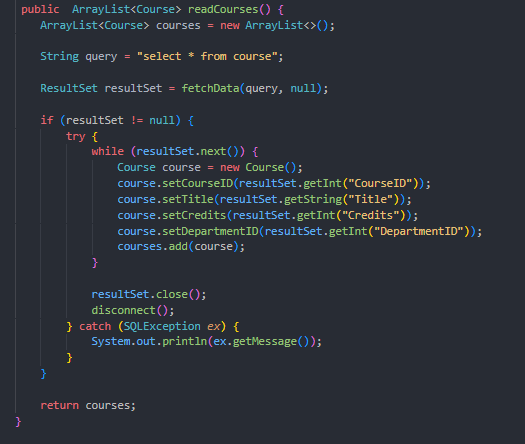 public  ArrayList<Course> readCourses() {
ArrayList<Course> courses = new ArrayList<>();
String query = "select * from course";
ResultSet resultSet = fetchData(query, null);
if (resultSet != null) {
try {
while (resultSet.next()) {
Course course = new Course();
course.setCourseID(resultSet.getInt("CourseID"));
course.setTitle(resultSet.getString("Title"));
course.setCredits(resultSet.getInt("Credits"));
course.setDepartmentID(resultSet.getInt("DepartmentID"));
courses.add(course);
}
resultSet.close();
disconnect();
} catch (SQLException ex) {
System.out.println(ex.getMessage());
}
}
return courses;
}